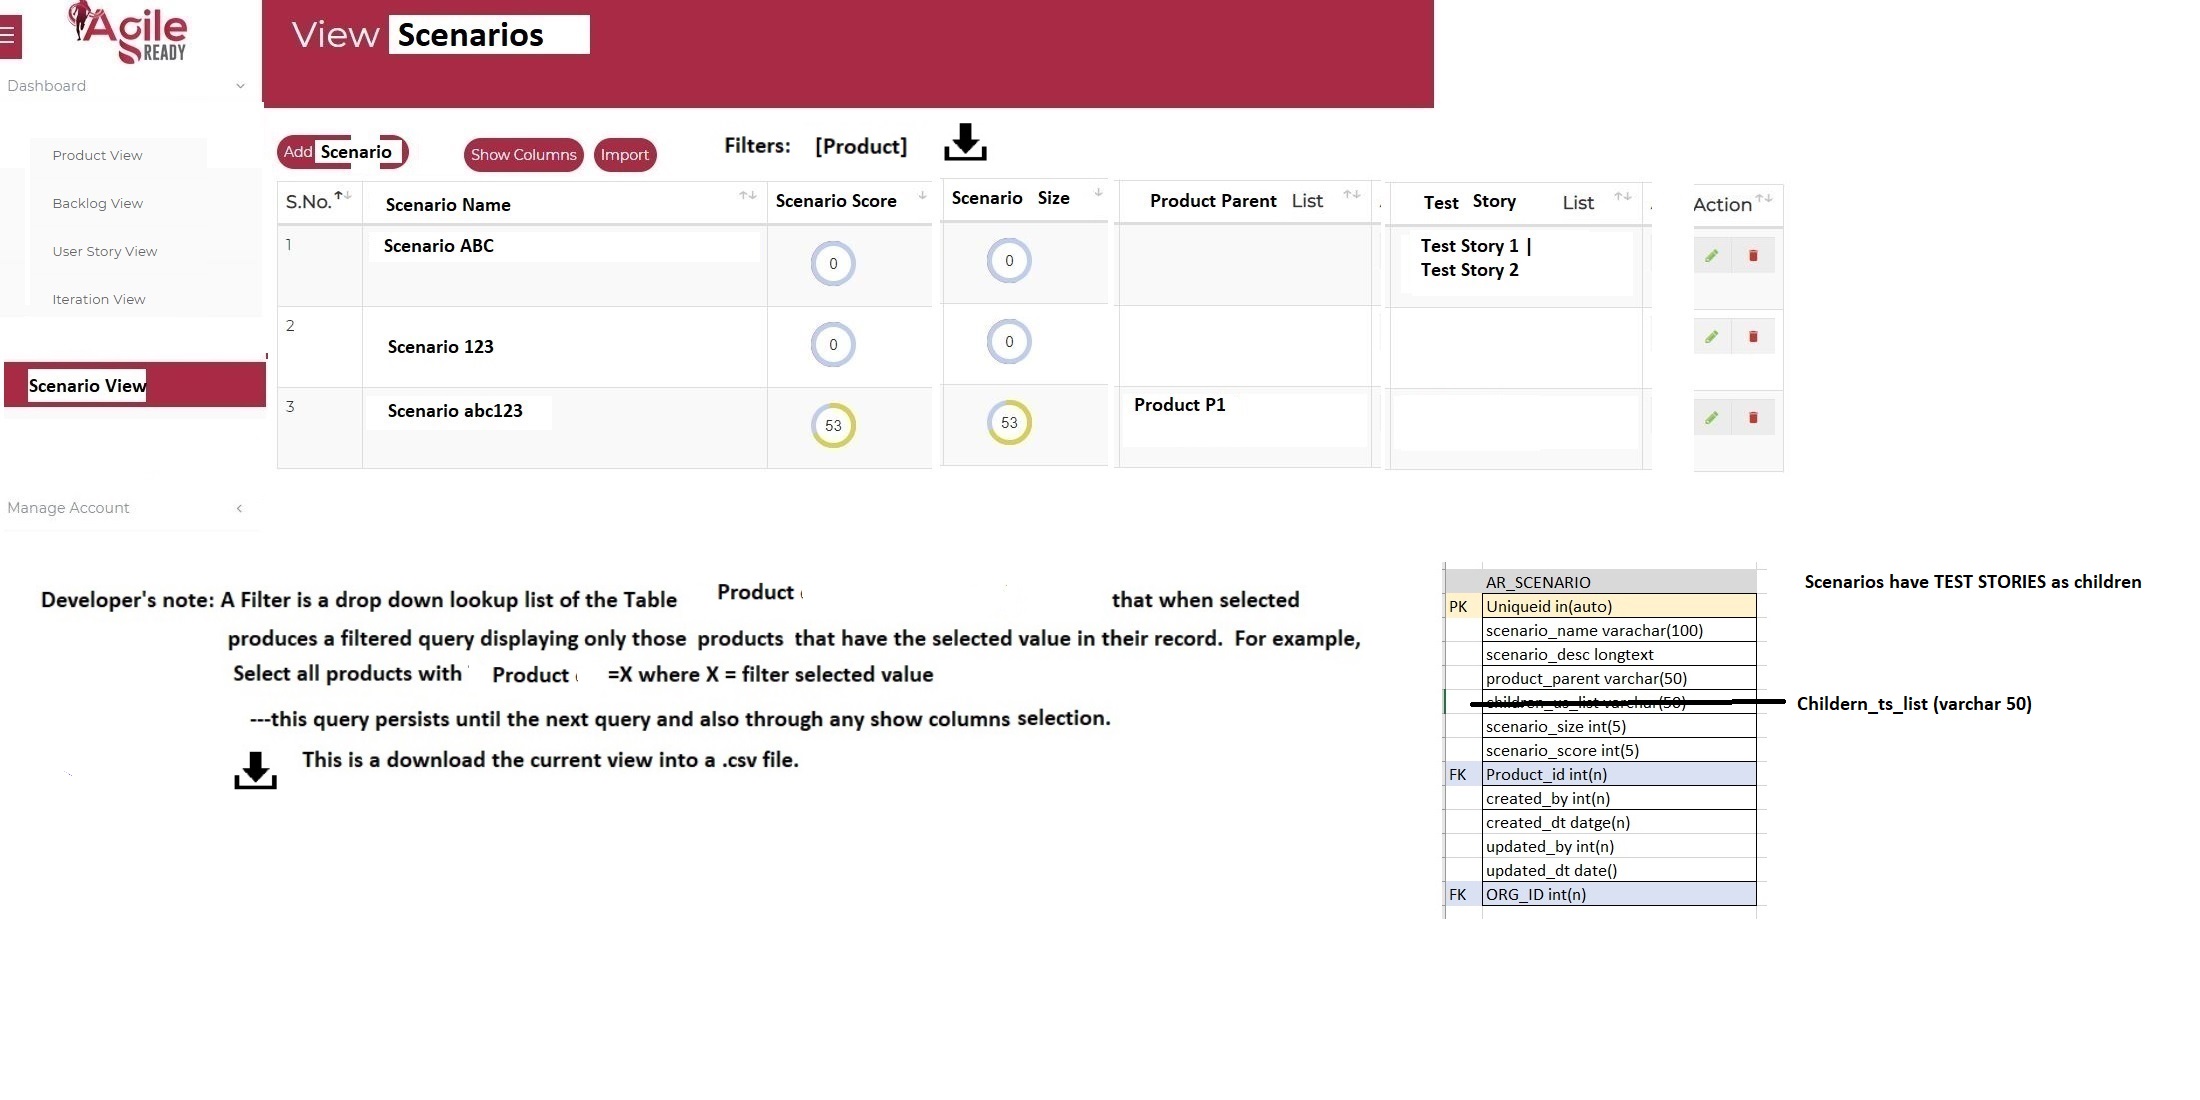 Agile
READY
View Scenarios
Dashboard
Product View
Backlog View
User Story View
Iteration View
Scenario View
Manage Account
Add Scenario
Show Columns
Import
Filters: [Product]
S.No. Scenario Name Scenario Score Scenario Size Product Parent List Test Story List Action
1 Scenario ABC 0 0 Test Story 1 |
Test Story 2
2 Scenario 123 0 0
3 Scenario abc123 53 53 Product P1
Developer's note: A Filter is a drop down lookup list of the Table Product that when selected
produces a filtered query displaying only those products that have the selected value in their record. For example,
Select all products with Product =X where X = filter selected value
---this query persists until the next query and also through any show columns selection.
This is a download the current view into a .csv file.
AR_SCENARIO
PK Uniqueid in(auto)
scenario_name varachar(100)
scenario_desc longtext
product_parent varchar(50)
children_us_list varchar(50)
scenario_size int(5)
scenario_score int(5)
FK Product_id int(n)
created_by int(n)
created_dt datge(n)
updated_by int(n)
updated_dt date()
FK ORG_ID int(n)
Scenarios have TEST STORIES as children
Childern_ts_list (varchar 50)